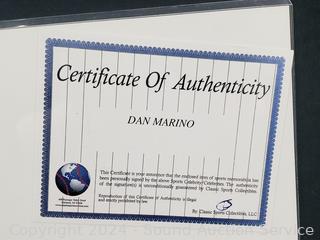 Certificate Of Authenticity
DAN MARINO
This Certificate is your assurance that the enclosed item of sports memorabilia has
been personally signed by the above Sports Celebrity/Celebrities. The authenticity
of the signature(s) is unconditionally guaranteed by Classic Sports Collectibles.
Reproduction of this Certificate of Authenticity is illegal
and strictly prohibited by law.
By: Classic Sports Collectibles, LLC
Copyright 2024 - Sound Auction Service